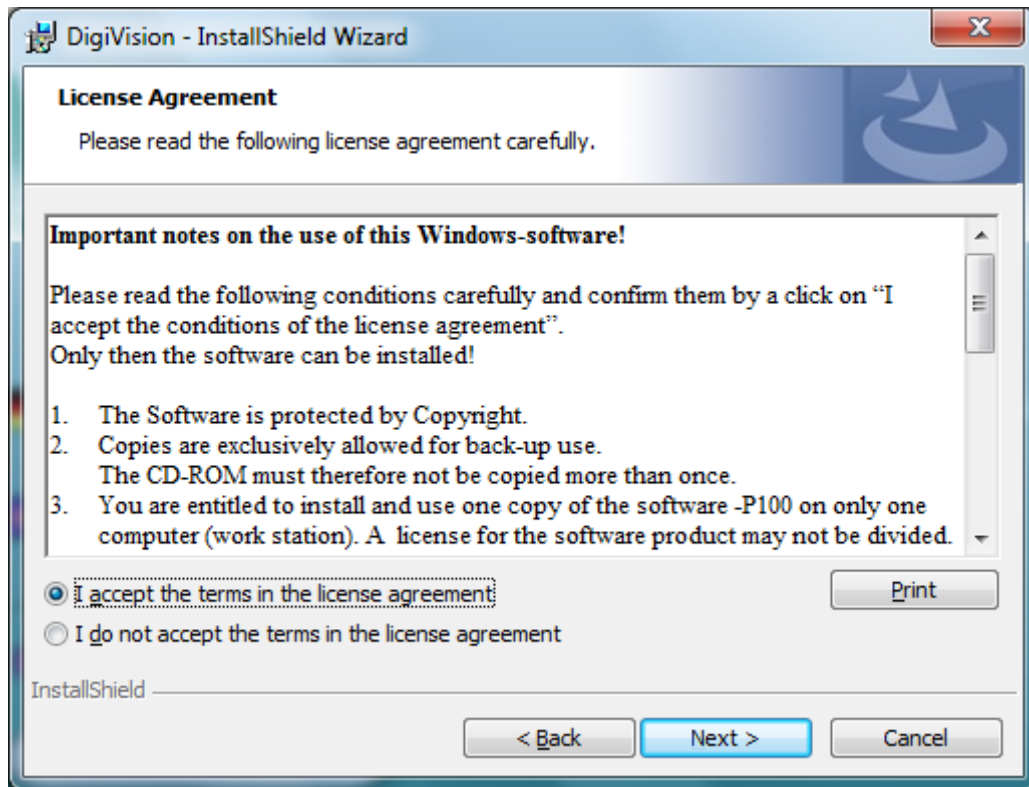 DigiVision - InstallShield Wizard
License Agreement
Please read the following license agreement carefully.
Important notes on the use of this Windows-software!
Please read the following conditions carefully and confirm them by a click on “I
accept the conditions of the license agreement”.
Only then the software can be installed!
1. The Software is protected by Copyright.
2. Copies are exclusively allowed for back-up use.
The CD-ROM must therefore not be copied more than once.
3. You are entitled to install and use one copy of the software -P100 on only one
computer (work station). A license for the software product may not be divided.
I accept the terms in the license agreement
Print
I do not accept the terms in the license agreement
InstallShield
< Back
Next >
Cancel